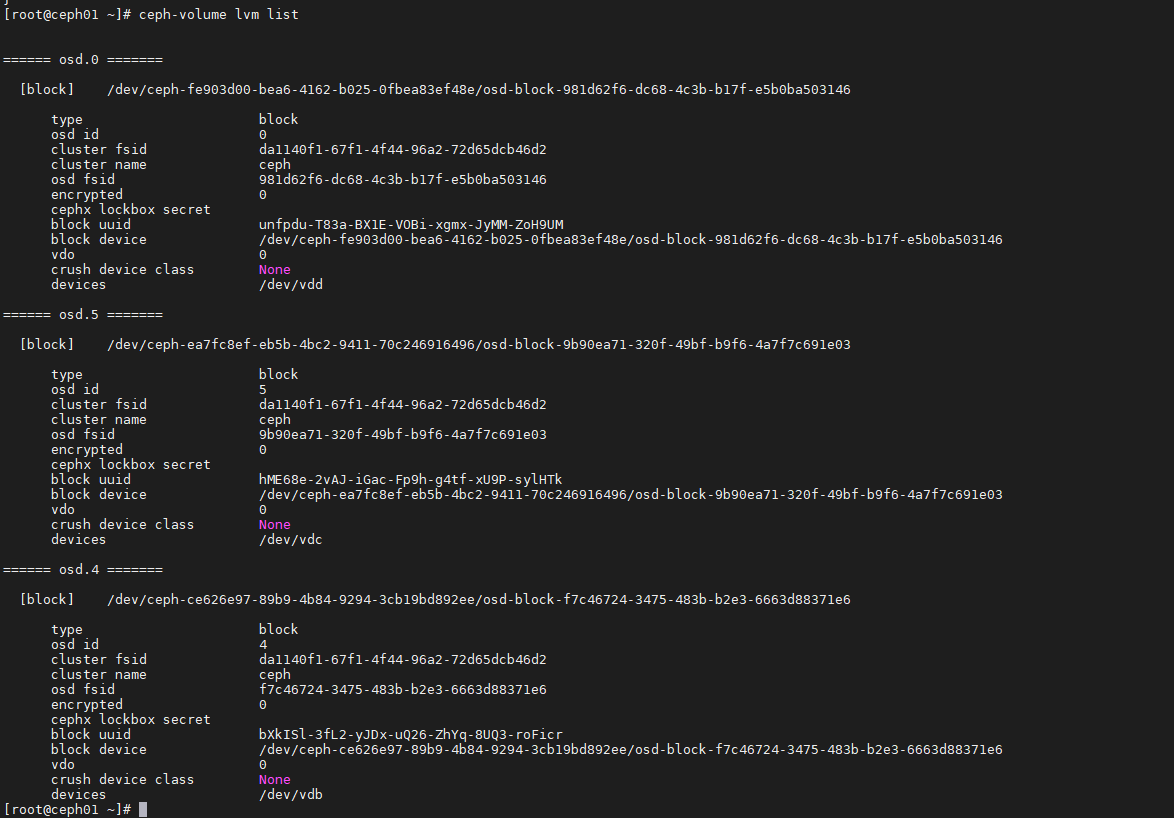 [root@ceph01 ~]# ceph-volume lvm list
====== osd.0 =======
[block]    /dev/ceph-fe903d00-bea6-4162-b025-0fbea83ef48e/osd-block-981d62f6-dc68-4c3b-b17f-e5b0ba503146
type                      block
osd id                    0
cluster fsid              da1140f1-67f1-4f44-96a2-72d65dcb46d2
cluster name              ceph
osd fsid                  981d62f6-dc68-4c3b-b17f-e5b0ba503146
encrypted                 0
cephx lockbox secret
block uuid                unfpdu-T83a-BX1E-VOBi-xgmx-JyMM-ZoH9UM
block device              /dev/ceph-fe903d00-bea6-4162-b025-0fbea83ef48e/osd-block-981d62f6-dc68-4c3b-b17f-e5b0ba503146
vdo                       0
crush device class        None
devices                   /dev/vdd
====== osd.5 =======
[block]    /dev/ceph-ea7fc8ef-eb5b-4bc2-9411-70c246916496/osd-block-9b90ea71-320f-49bf-b9f6-4a7f7c691e03
type                      block
osd id                    5
cluster fsid              da1140f1-67f1-4f44-96a2-72d65dcb46d2
cluster name              ceph
osd fsid                  9b90ea71-320f-49bf-b9f6-4a7f7c691e03
encrypted                 0
cephx lockbox secret
block uuid                hME68e-2vAJ-iGac-Fp9h-g4tf-xU9P-sylHTk
block device              /dev/ceph-ea7fc8ef-eb5b-4bc2-9411-70c246916496/osd-block-9b90ea71-320f-49bf-b9f6-4a7f7c691e03
vdo                       0
crush device class        None
devices                   /dev/vdc
====== osd.4 =======
[block]    /dev/ceph-ce626e97-89b9-4b84-9294-3cb19bd892ee/osd-block-f7c46724-3475-483b-b2e3-6663d88371e6
type                      block
osd id                    4
cluster fsid              da1140f1-67f1-4f44-96a2-72d65dcb46d2
cluster name              ceph
osd fsid                  f7c46724-3475-483b-b2e3-6663d88371e6
encrypted                 0
cephx lockbox secret
block uuid                bXkISl-3fL2-yJDx-uQ26-ZhYq-8UQ3-roFicr
block device              /dev/ceph-ce626e97-89b9-4b84-9294-3cb19bd892ee/osd-block-f7c46724-3475-483b-b2e3-6663d88371e6
vdo                       0
crush device class        None
devices                   /dev/vdb
[root@ceph01 ~]#